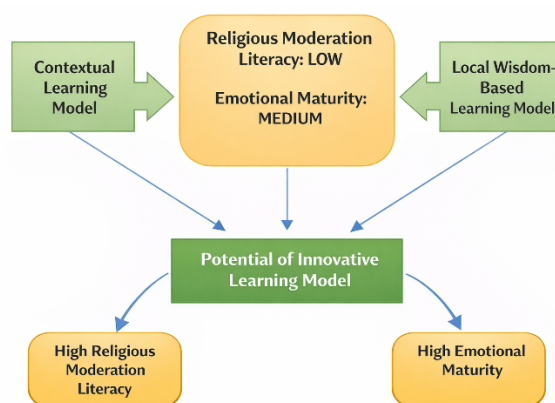 Contextual
Learning
Model
Religious Moderation
Literacy: LOW
Emotional Maturity:
MEDIUM
Local Wisdom-
Based
Learning Model
Potential of Innovative
Learning Model
High Religious
Moderation
Literacy
High Emotional
Maturity